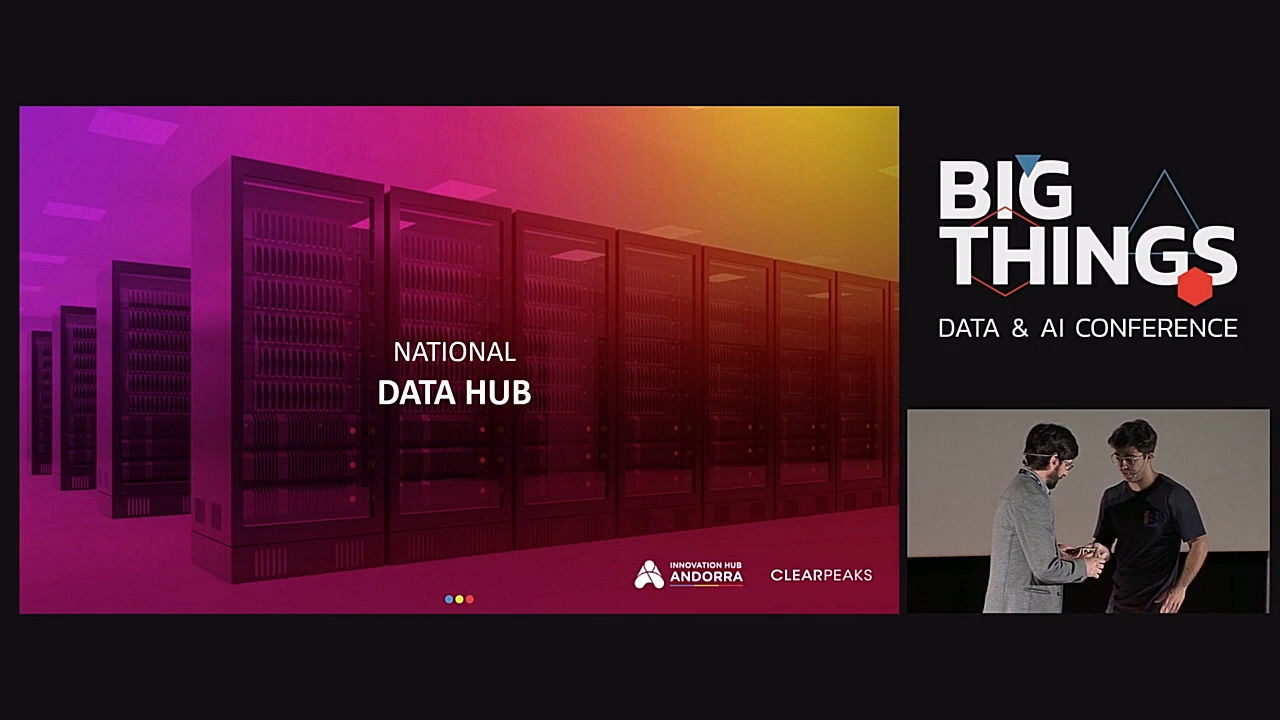 NATIONAL
DATA HUB
INNOVATION HUB
ANDORRA
CLEARPEAKS
BIG
THINGS
DATA & AI CONFERENCE